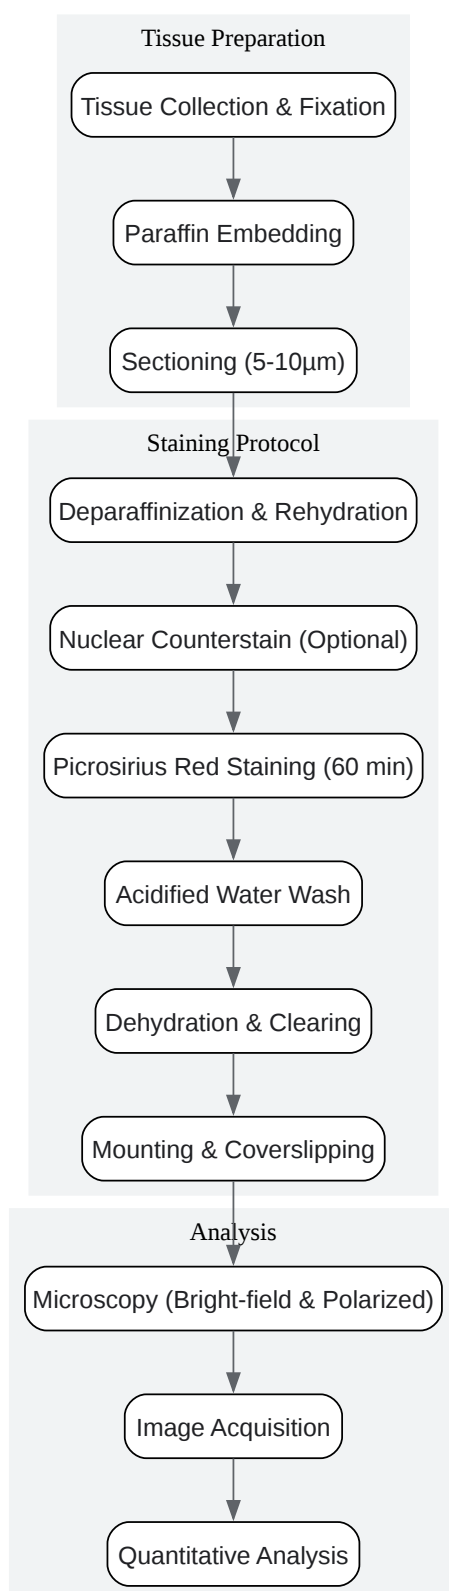 Tissue Preparation
Tissue Collection & Fixation
Paraffin Embedding
Sectioning (5-10µm)
Staining Protocol
Deparaffinization & Rehydration
Nuclear Counterstain (Optional)
Picrosirius Red Staining (60 min)
Acidified Water Wash
Dehydration & Clearing
Mounting & Coverslipping
Analysis
Microscopy (Bright-field & Polarized)
Image Acquisition
Quantitative Analysis